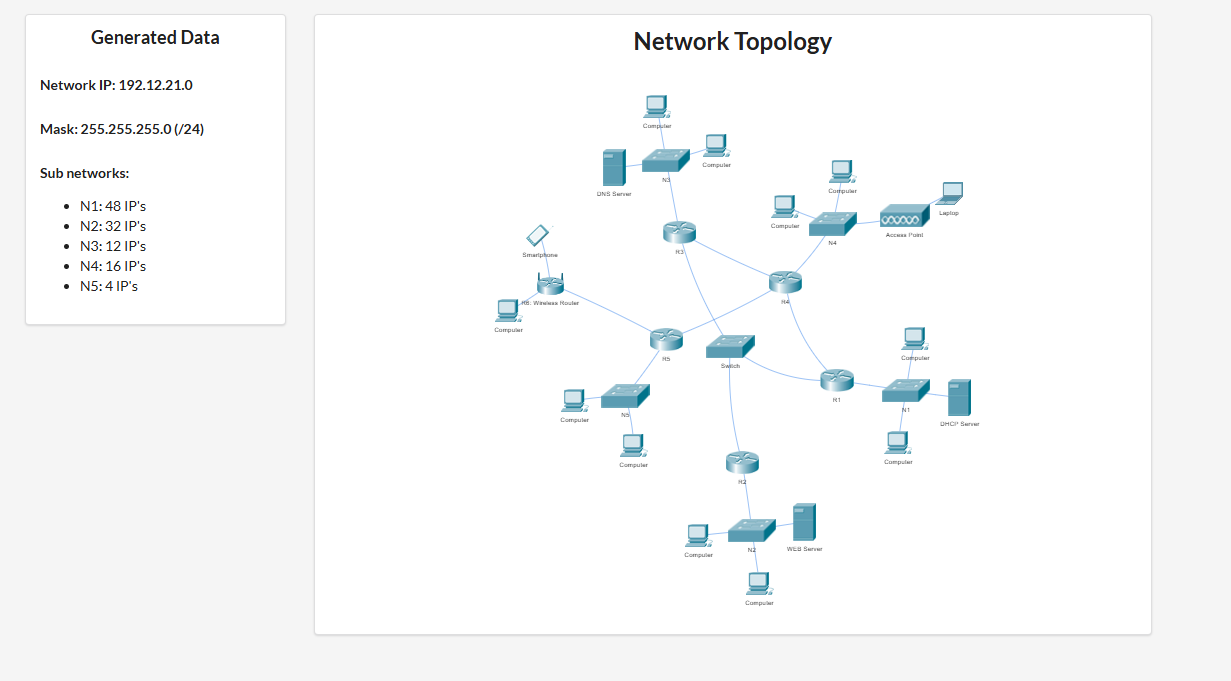 Generated Data
Network IP: 192.12.21.0
Mask: 255.255.255.0 (/24)
Sub networks:
N1: 48 IP's
N2: 32 IP's
N3: 12 IP's
N4: 16 IP's
N5: 4 IP's
Network Topology
Computer
Computer
N3
DNS Server
Computer
Laptop
Computer
Access Point
N4
R3
Smartphone
R6: Wireless Router
R4
Computer
R5
Switch
Computer
R1
N1
DHCP Server
Computer
N5
Computer
Computer
R2
N2
WEB Server
Computer
Computer